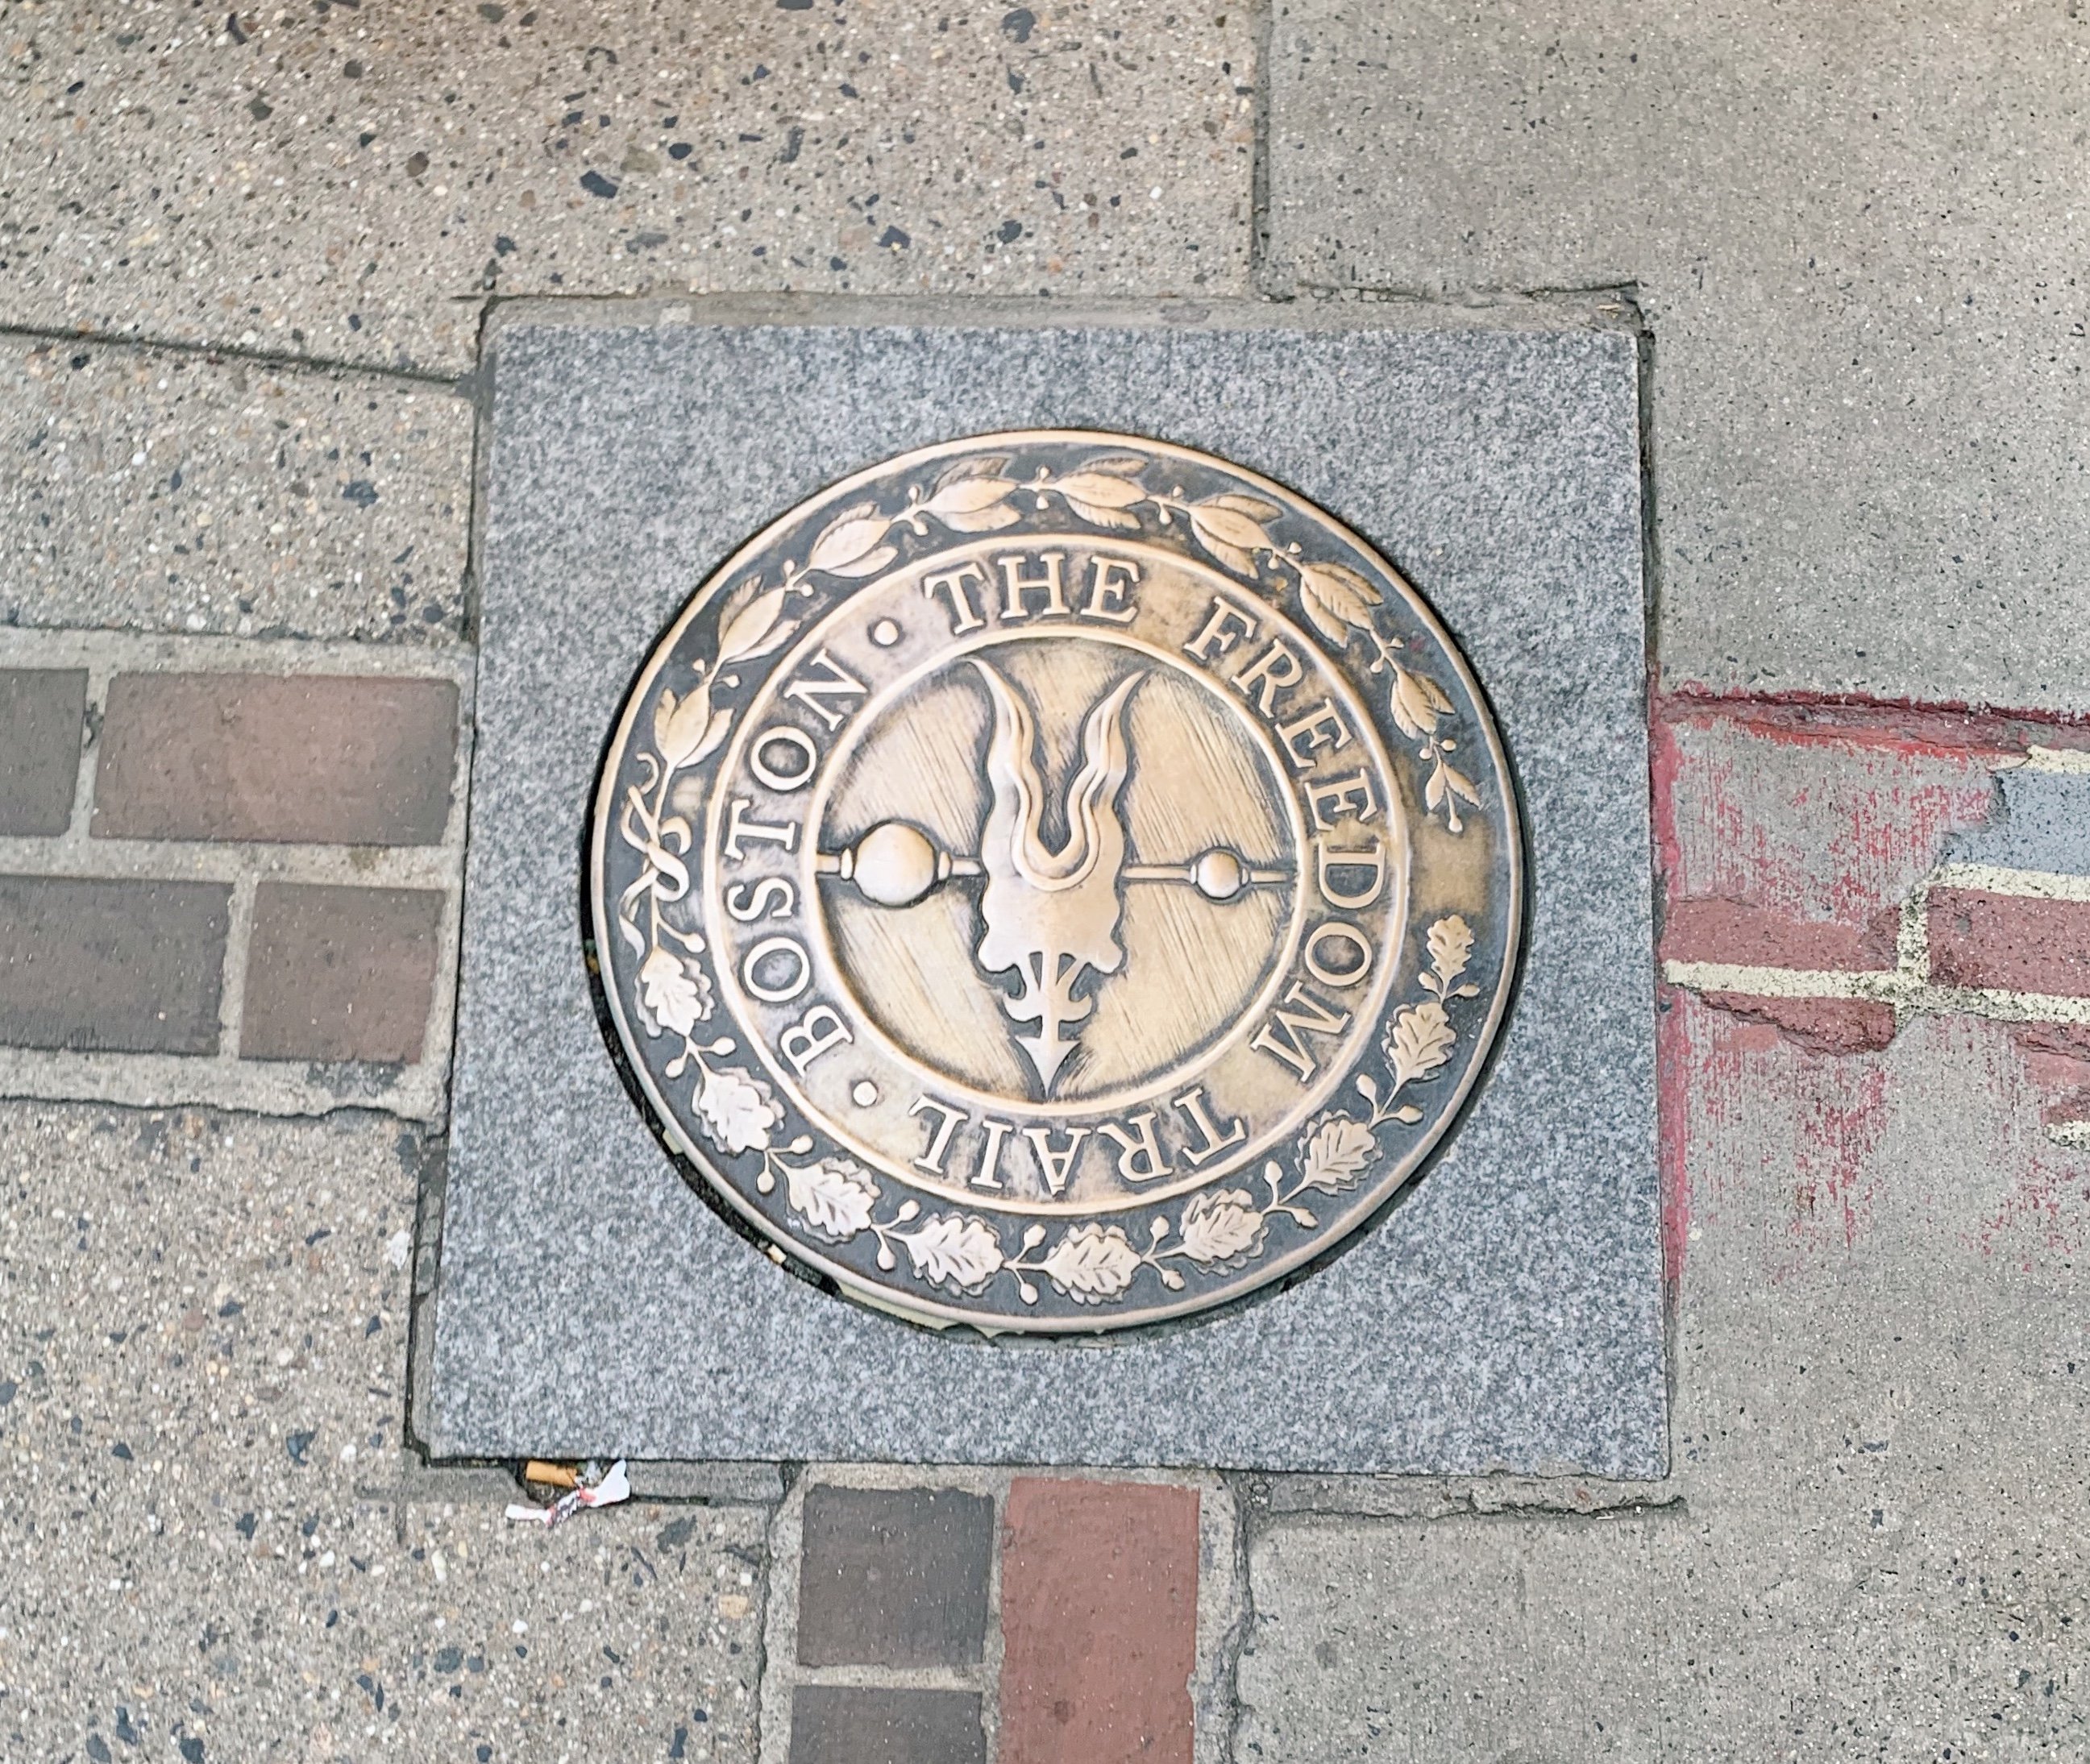 THE FREEDOM TRAIL · BOSTON ·